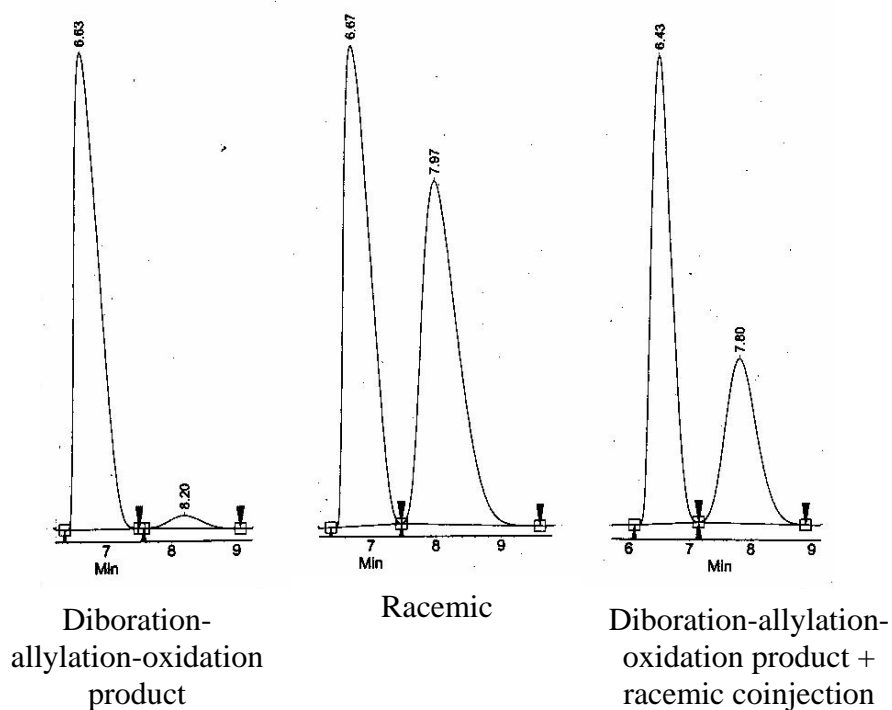 6.63
8.20
7
8
9
Min
Diboration-
allylation-oxidation
product
6.67
7.97
7
8
9
Min
Racemic
6.43
7.80
6
7
8
9
Min
Diboration-allylation-
oxidation product +
racemic coinjection